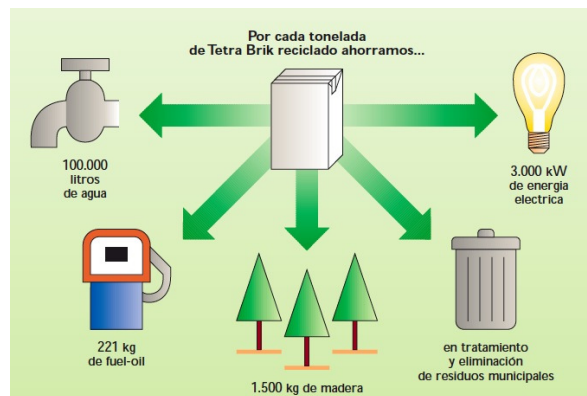 Por cada tonelada
de Tetra Brik reciclado ahorramos...
100.000
litros
de agua
3.000 kW
de energia
electrica
221 kg
de fuel-oil
1.500 kg de madera
en tratamiento
y eliminación
de residuos municipales